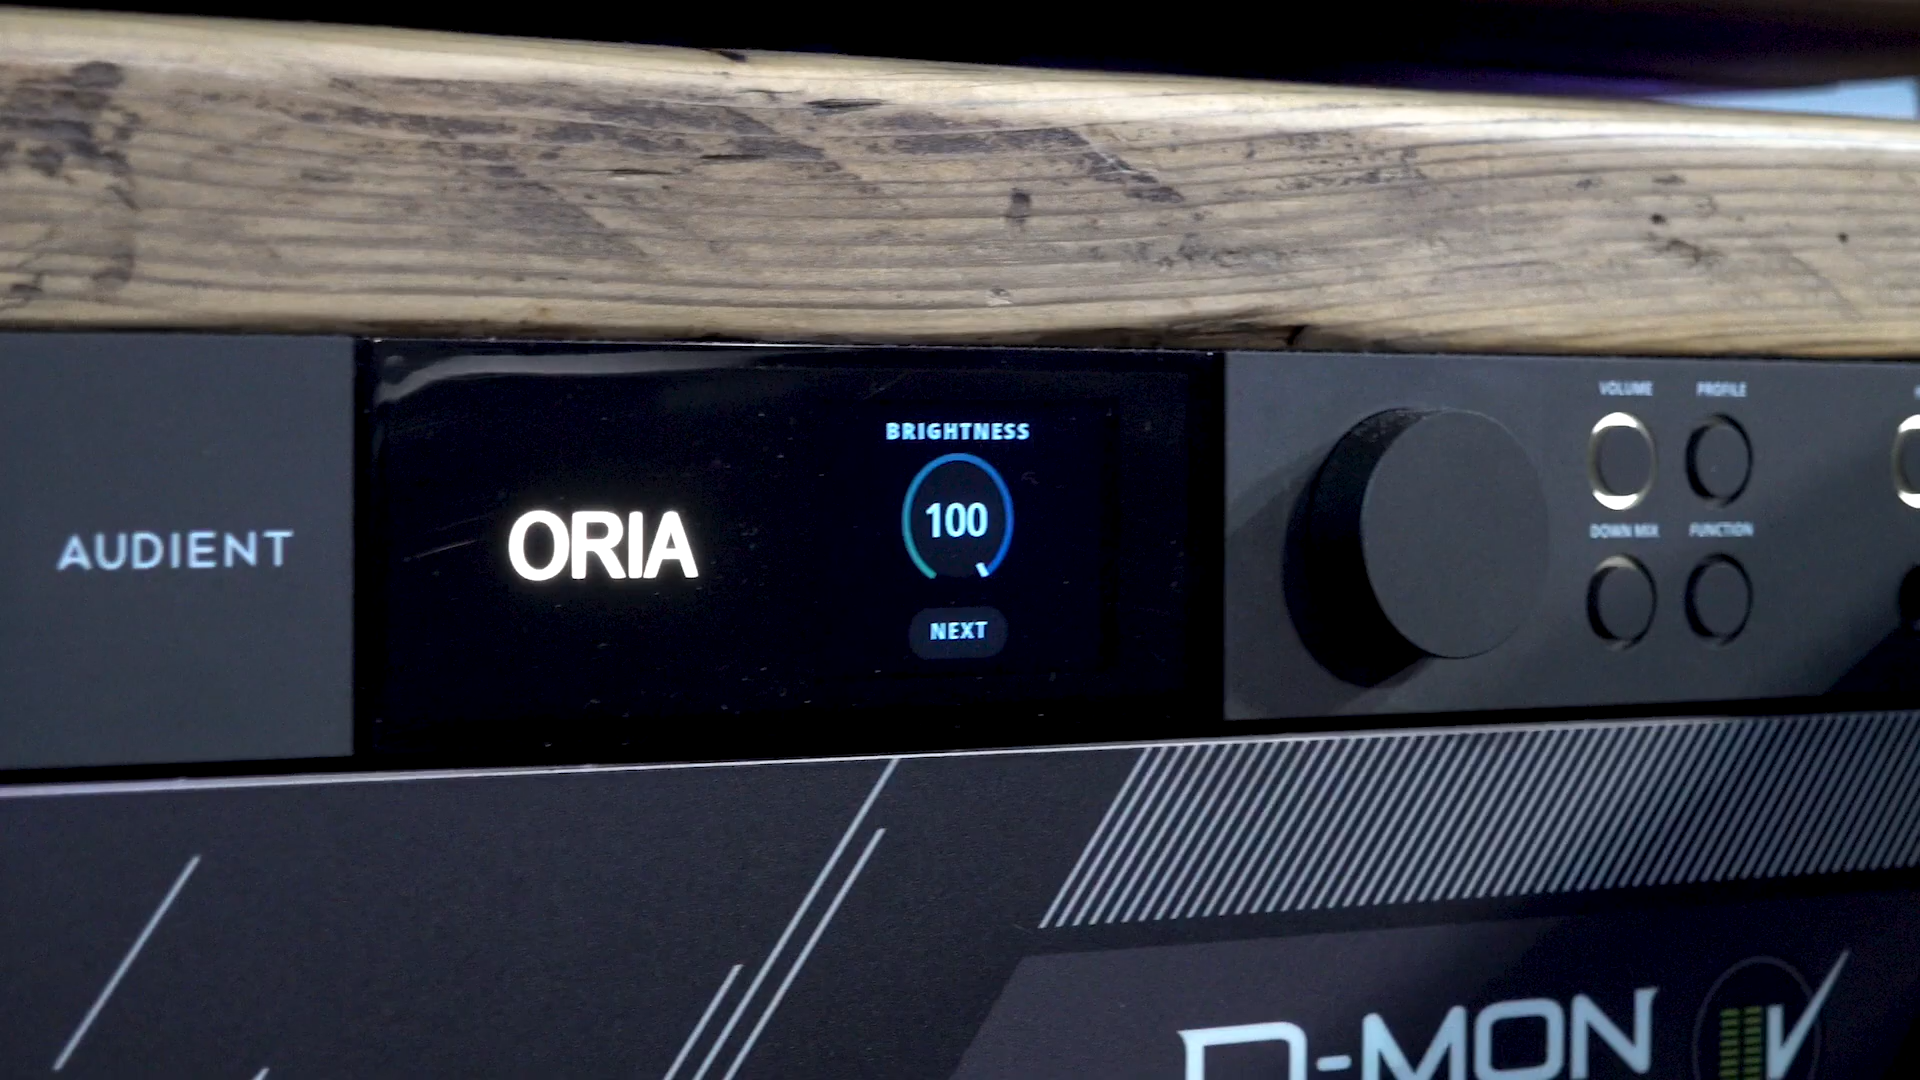 AUDIENT
ORIA
BRIGHTNESS
100
NEXT
VOLUME
PROFILE
DOWN MIX
FUNCTION
D-MON